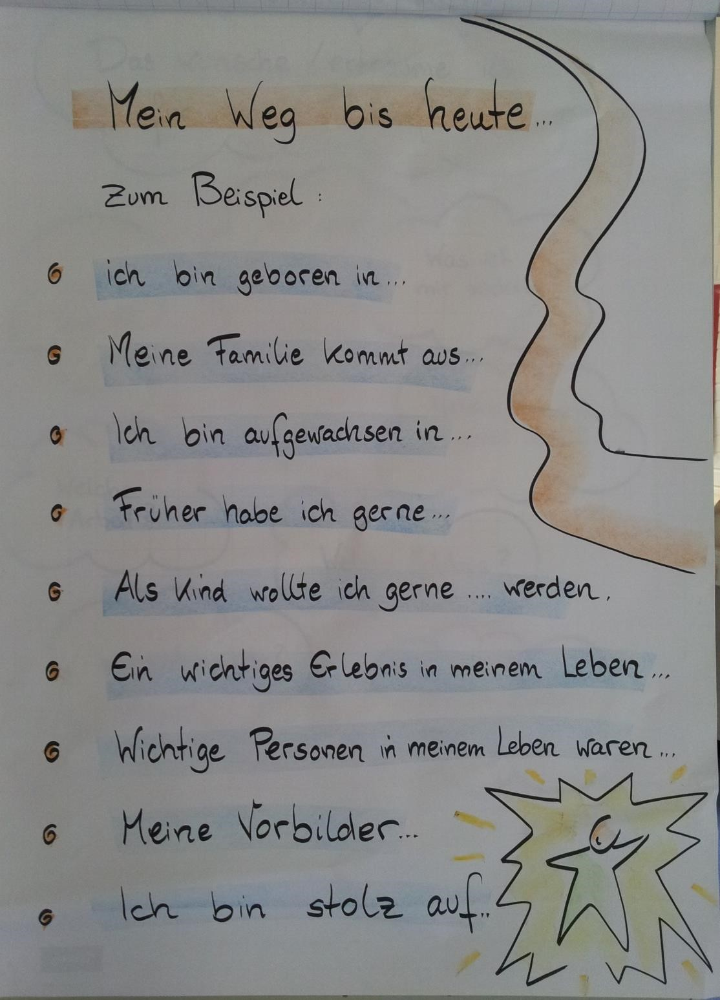 Mein Weg bis heute...
zum Beispiel:
ich bin geboren in...
Meine Familie kommt aus...
Ich bin aufgewachsen in...
Früher habe ich gerne...
Als Kind wollte ich gerne .... werden.
Ein wichtiges Erlebnis in meinem Leben...
Wichtige Personen in meinem Leben waren...
Meine Vorbilder...
Ich bin stolz auf..